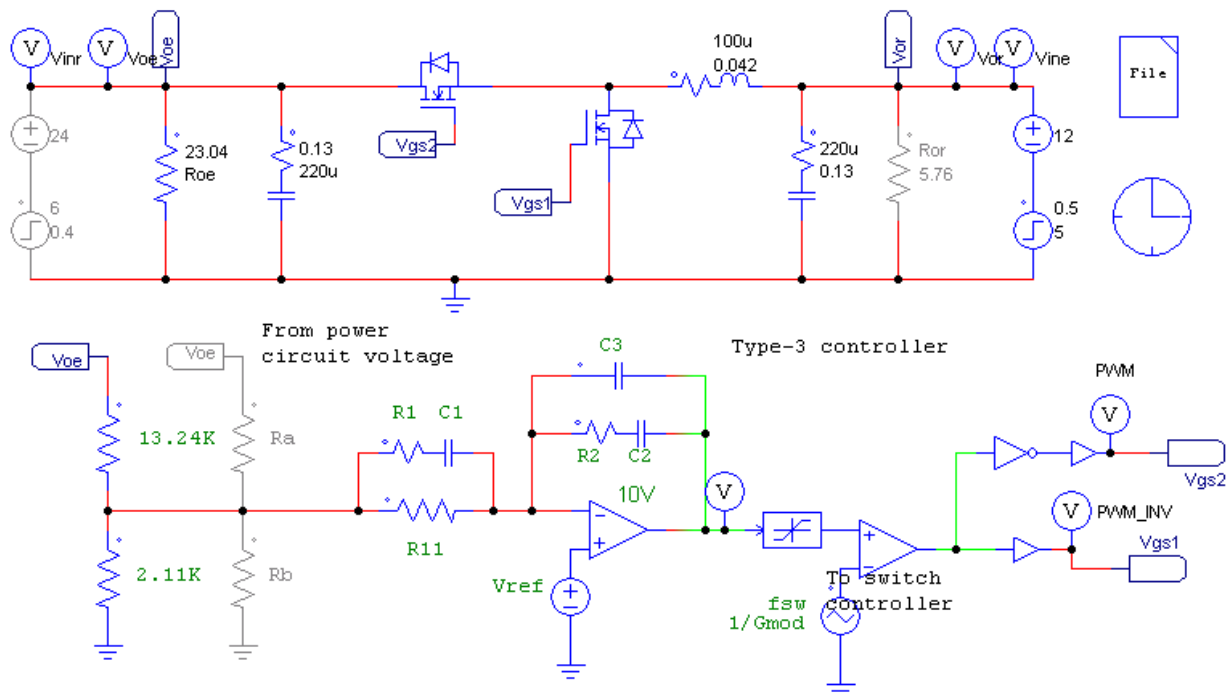 V
Vinr
V
Voe
Voe
100u
0.042
Vor
V
Vor
V
Vine
File
24
23.04
Roe
0.13
220u
Vgs2
Vgs1
220u
0.13
Ror
5.76
12
6
0.4
0.5
5
From power
circuit voltage
Type-3 controller
Voe
Voe
C3
PWM
V
13.24K
Ra
R1
C1
R2
C2
10V
V
Vgs2
V
PWM_INV
R11
Vgs1
2.11K
Rb
Vref
To switch
controller
fsw
1/Gmod